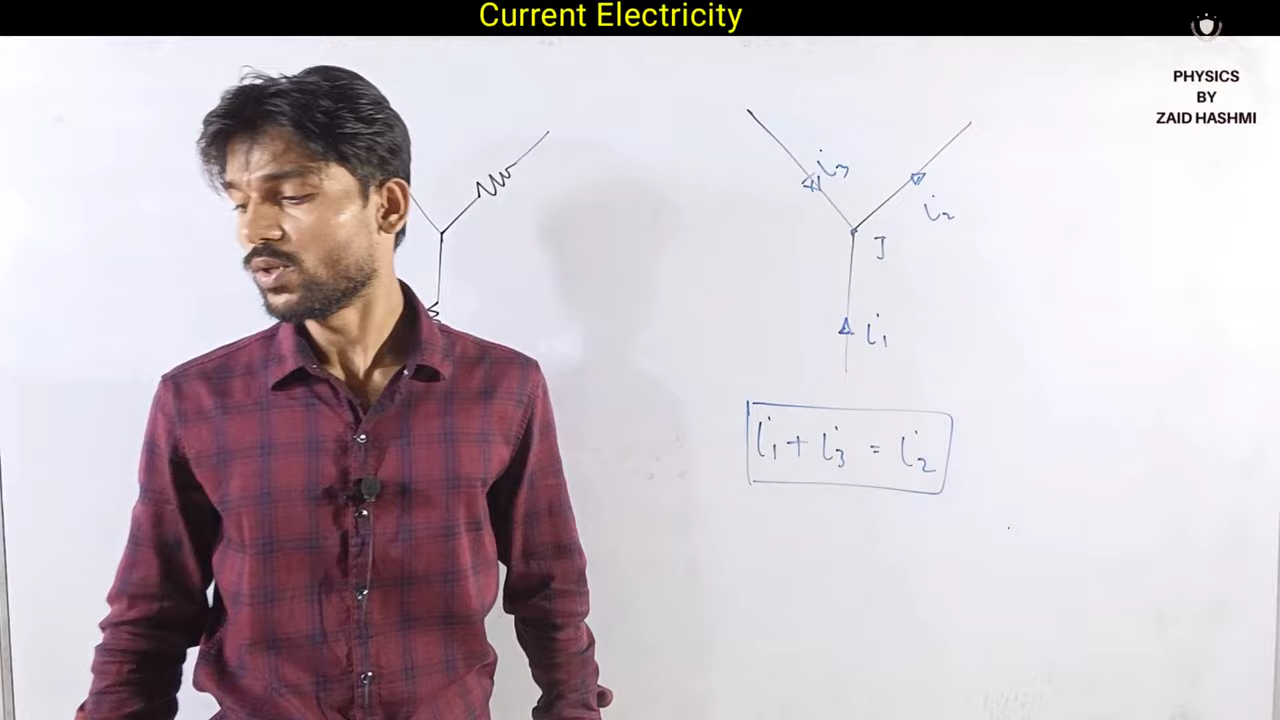 Current Electricity
PHYSICS
BY
ZAID HASHMI
i₃
i₂
J
i₁
i₁ + i₃ = i₂